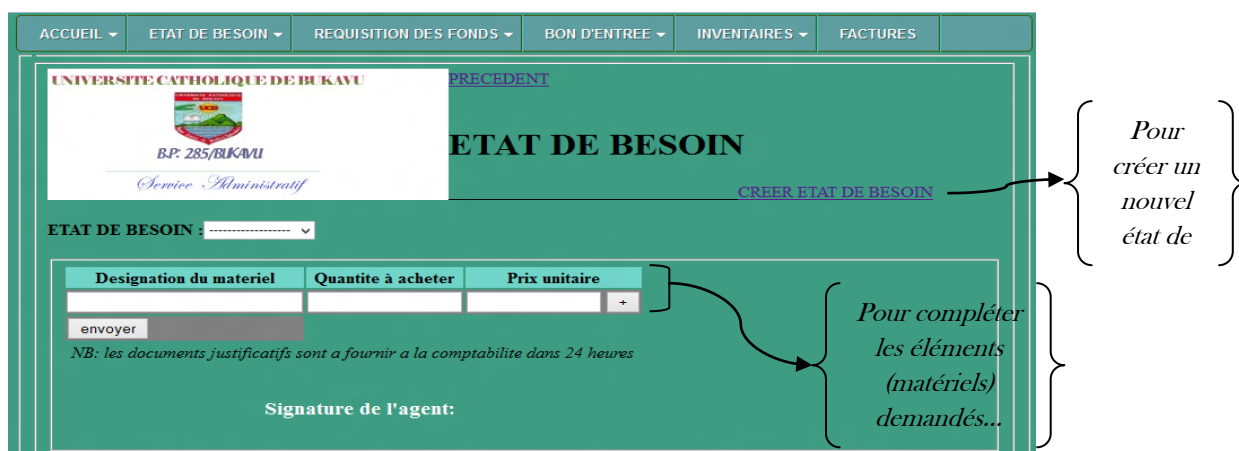 ACCUEIL ETAT DE BESOIN REQUISITION DES FONDS BON D'ENTREE INVENTAIRES FACTURES
UNIVERSITE CATHOLIQUE DE BUKAVU
B.P: 285/BUKAVU
Service Administratif
PRECEDENT
ETAT DE BESOIN
CREER ETAT DE BESOIN
Pour
créer un
nouvel
état de
ETAT DE BESOIN : ------------------
Designation du materiel Quantite à acheter Prix unitaire
+
envoyer
NB: les documents justificatifs sont a fournir a la comptabilite dans 24 heures
Signature de l'agent:
Pour compléter
les éléments
(matériels)
demandés...